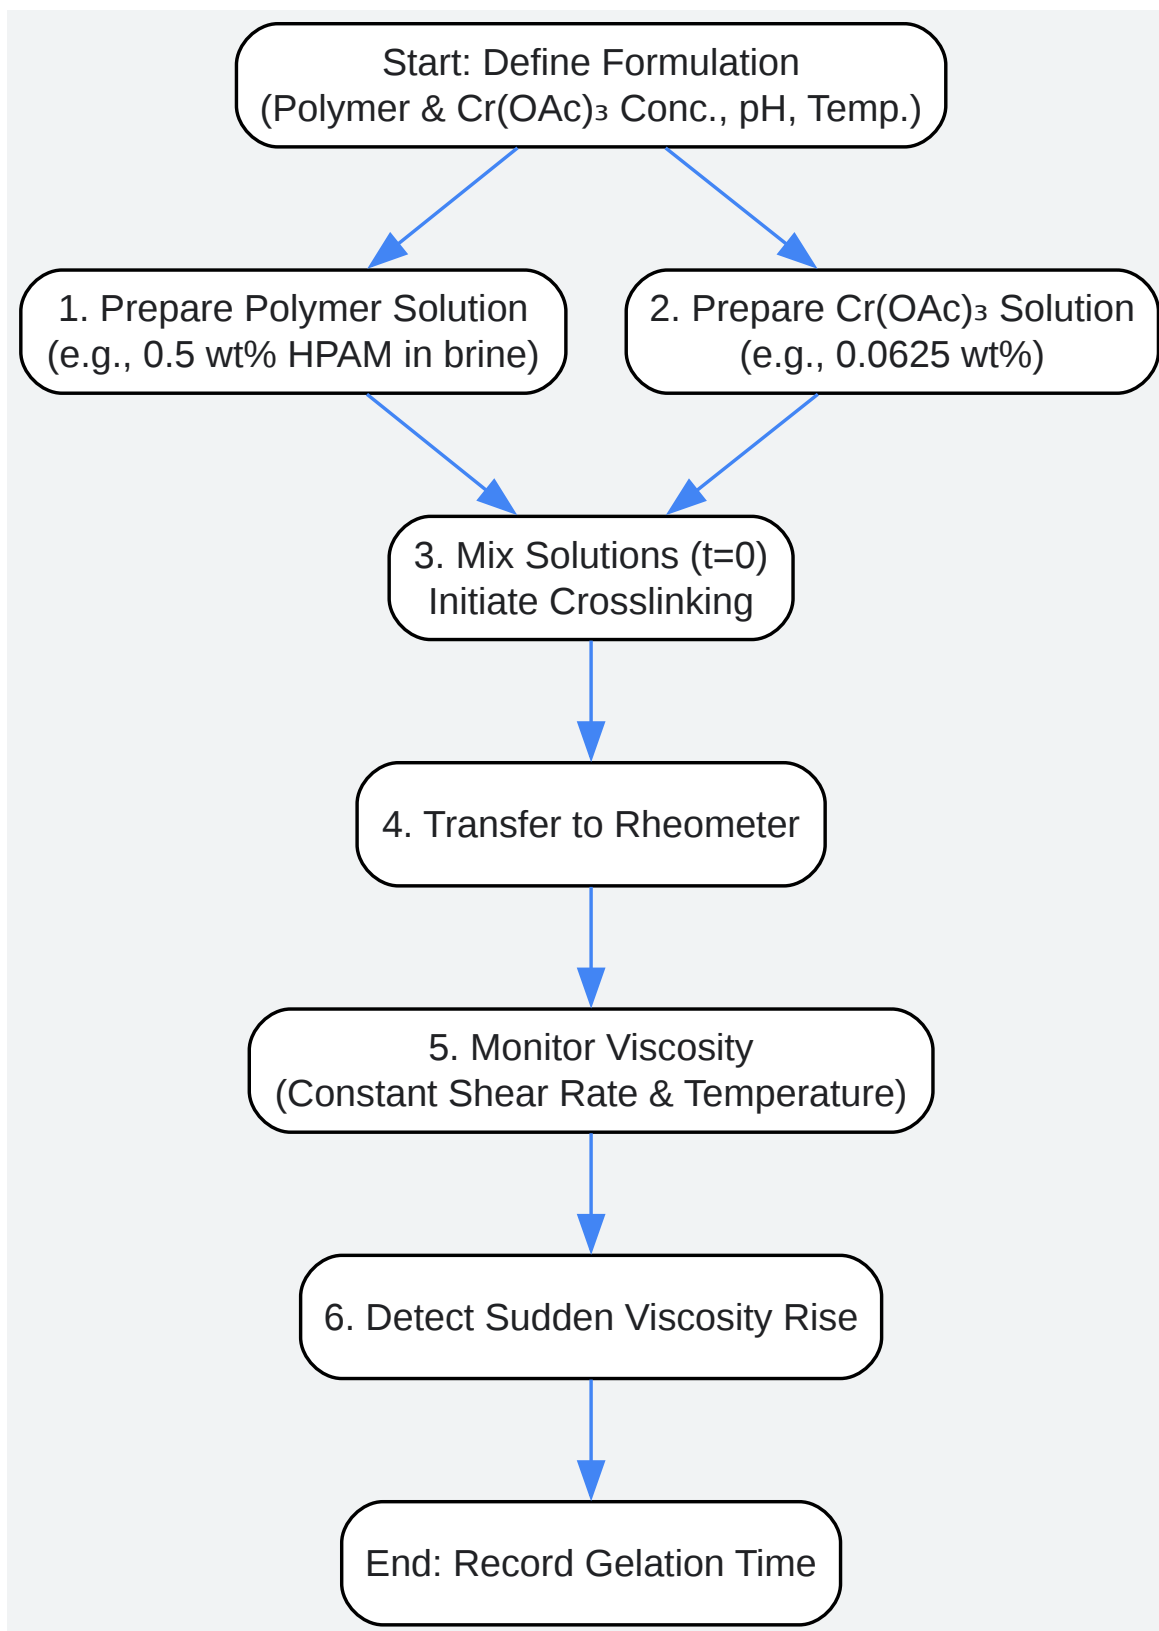 Start: Define Formulation
(Polymer & Cr(OAc)₃ Conc., pH, Temp.)
1. Prepare Polymer Solution
(e.g., 0.5 wt% HPAM in brine)
2. Prepare Cr(OAc)₃ Solution
(e.g., 0.0625 wt%)
3. Mix Solutions (t=0)
Initiate Crosslinking
4. Transfer to Rheometer
5. Monitor Viscosity
(Constant Shear Rate & Temperature)
6. Detect Sudden Viscosity Rise
End: Record Gelation Time